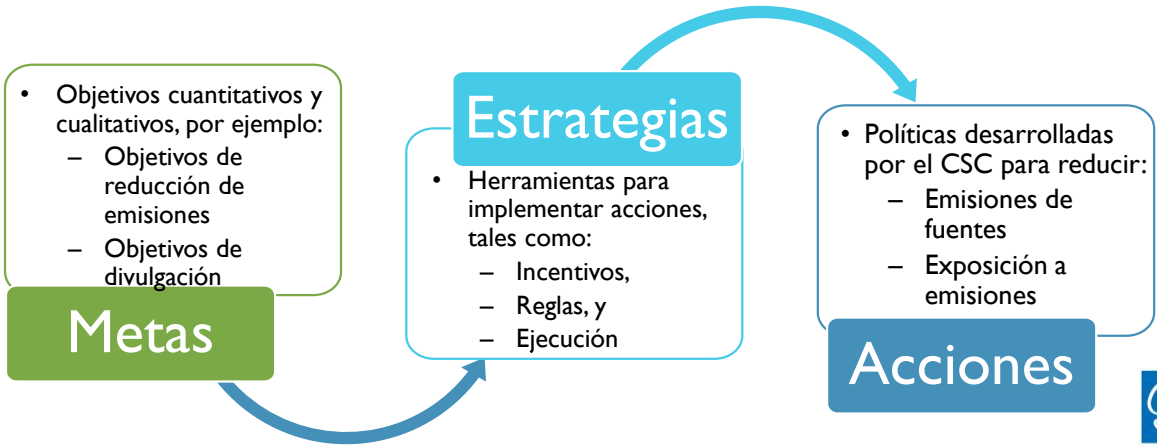 • Objetivos cuantitativos y
cualitativos, por ejemplo:
– Objetivos de
reducción de
emisiones
– Objetivos de
divulgación
Metas
Estrategias
• Herramientas para
implementar acciones,
tales como:
– Incentivos,
– Reglas, y
– Ejecución
• Políticas desarrolladas
por el CSC para reducir:
– Emisiones de
fuentes
– Exposición a
emisiones
Acciones